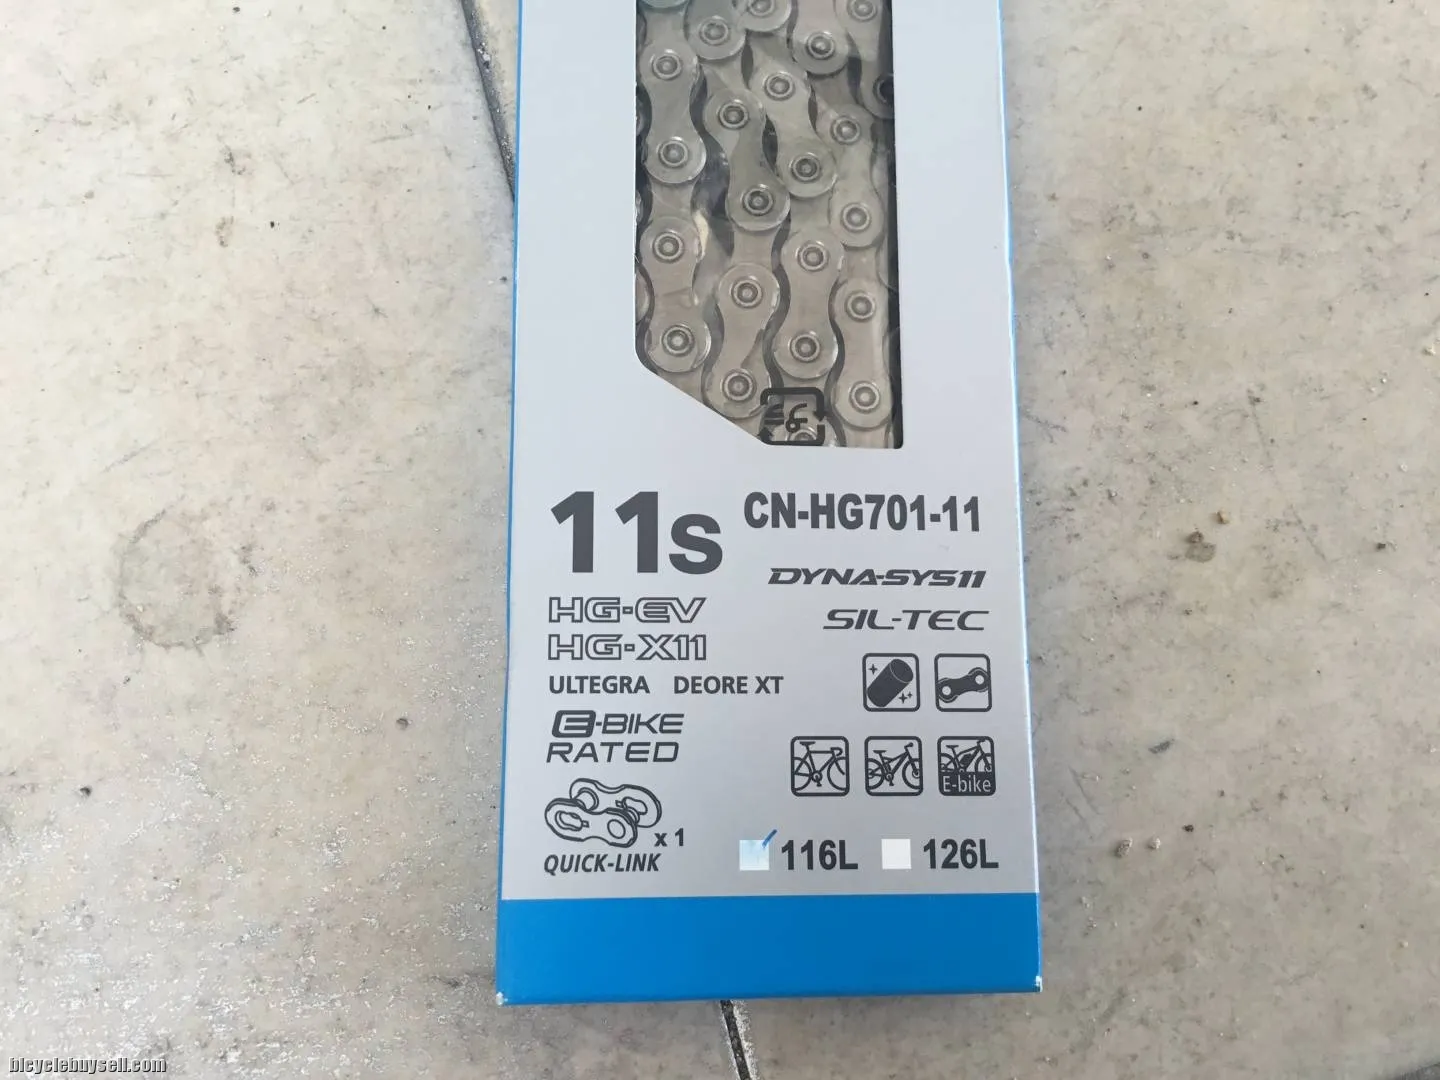 11s
CN-HG701-11
DYNA-SYS11
HG-EV
SIL-TEC
HG-X11
ULTEGRA DEORE XT
E-BIKE
RATED
E-bike
x 1
QUICK-LINK
116L
126L
bicyclebuysell.com